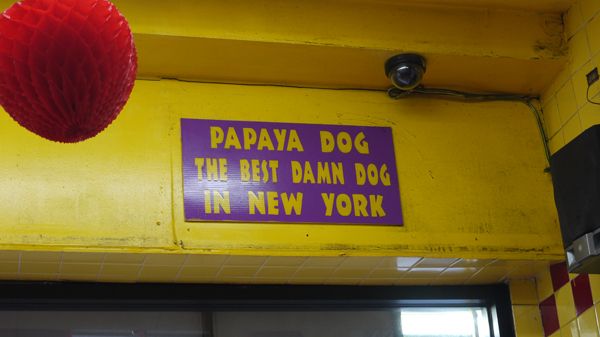 PAPAYA DOG
THE BEST DAMN DOG
IN NEW YORK